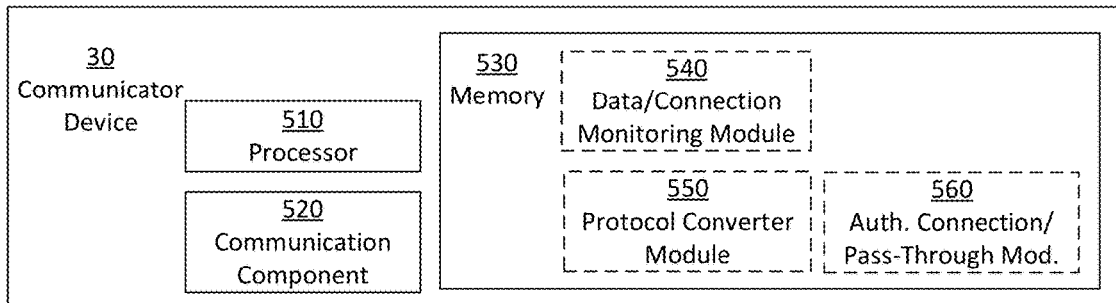 30
Communicator
Device
510
Processor
520
Communication
Component
530
Memory
540
Data/Connection
Monitoring Module
550
Protocol Converter
Module
560
Auth. Connection/
Pass-Through Mod.